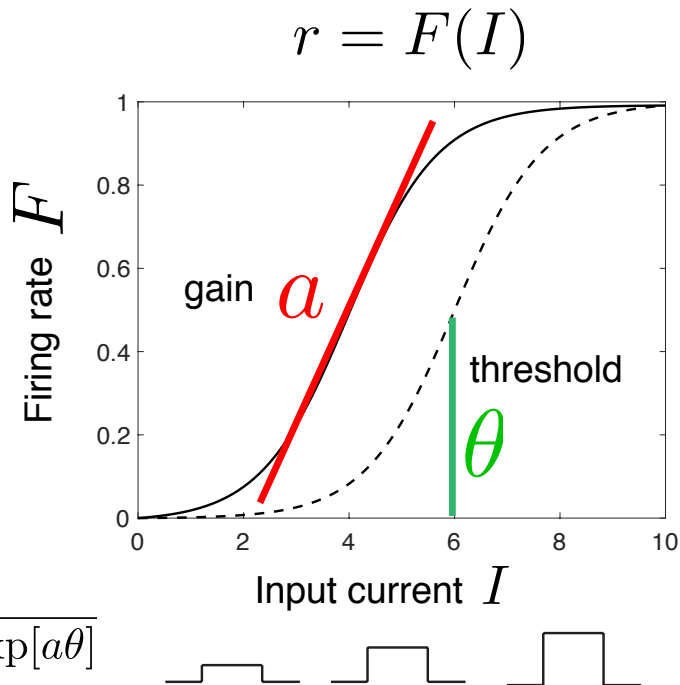 r = F(I)
1
0.8
0.6
0.4
0.2
0
Firing rate F
gain a
threshold
θ
0 2 4 6 8 10
Input current I
p[aθ]